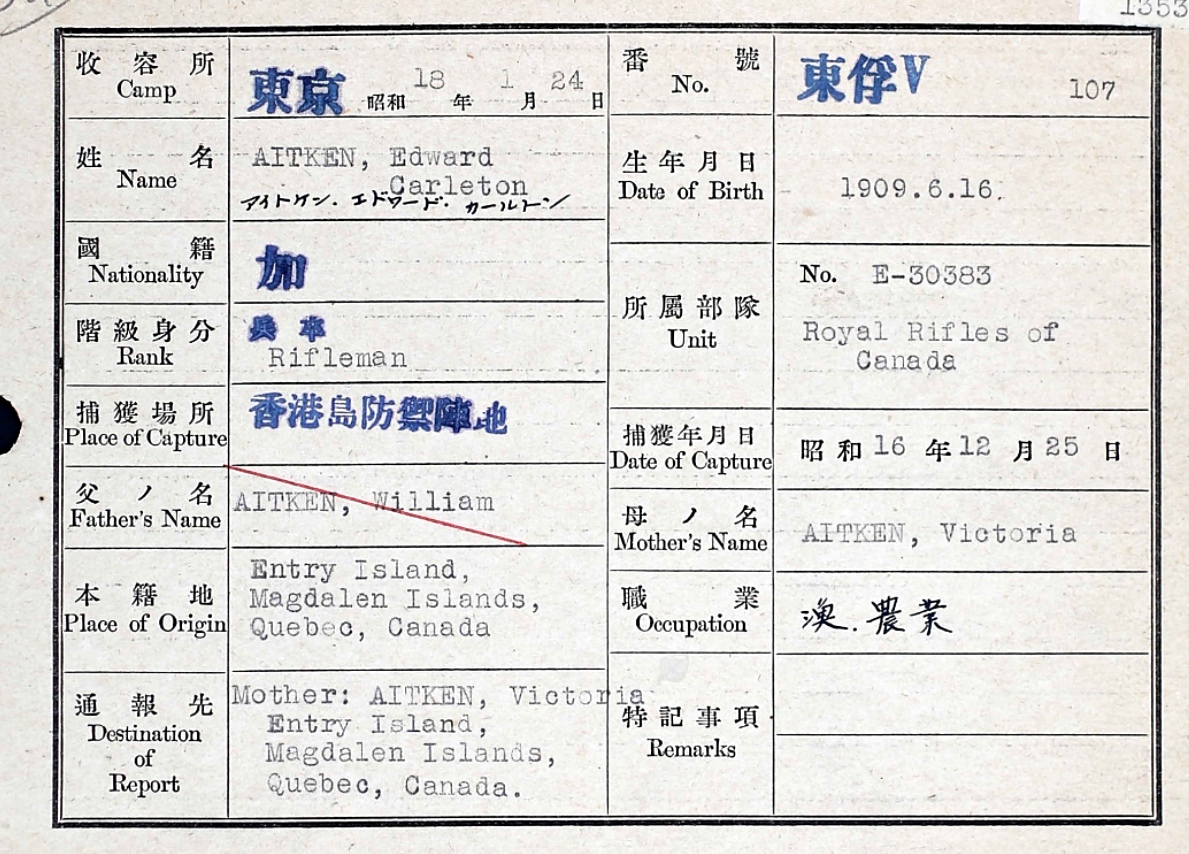 1353
收容所
Camp
東京 昭和 18 年 1 月 24 日
番號
No.
東俘V 107
姓名
Name
AITKEN, Edward
Carleton
アイトケン. エドワード. カールトン
生年月日
Date of Birth
1909.6.16.
國籍
Nationality
加
階級身分
Rank
兵卒
Rifleman
所屬部隊
Unit
No. E-30383
Royal Rifles of
Canada
捕獲場所
Place of Capture
香港島防禦陣地
捕獲年月日
Date of Capture
昭和 16 年 12 月 25 日
父ノ名
Father's Name
AITKEN, William
母ノ名
Mother's Name
AITKEN, Victoria
本籍地
Place of Origin
Entry Island,
Magdalen Islands,
Quebec, Canada
職業
Occupation
漁.農業
通報先
Destination
of
Report
Mother: AITKEN, Victoria
Entry Island,
Magdalen Islands,
Quebec, Canada.
特記事項
Remarks